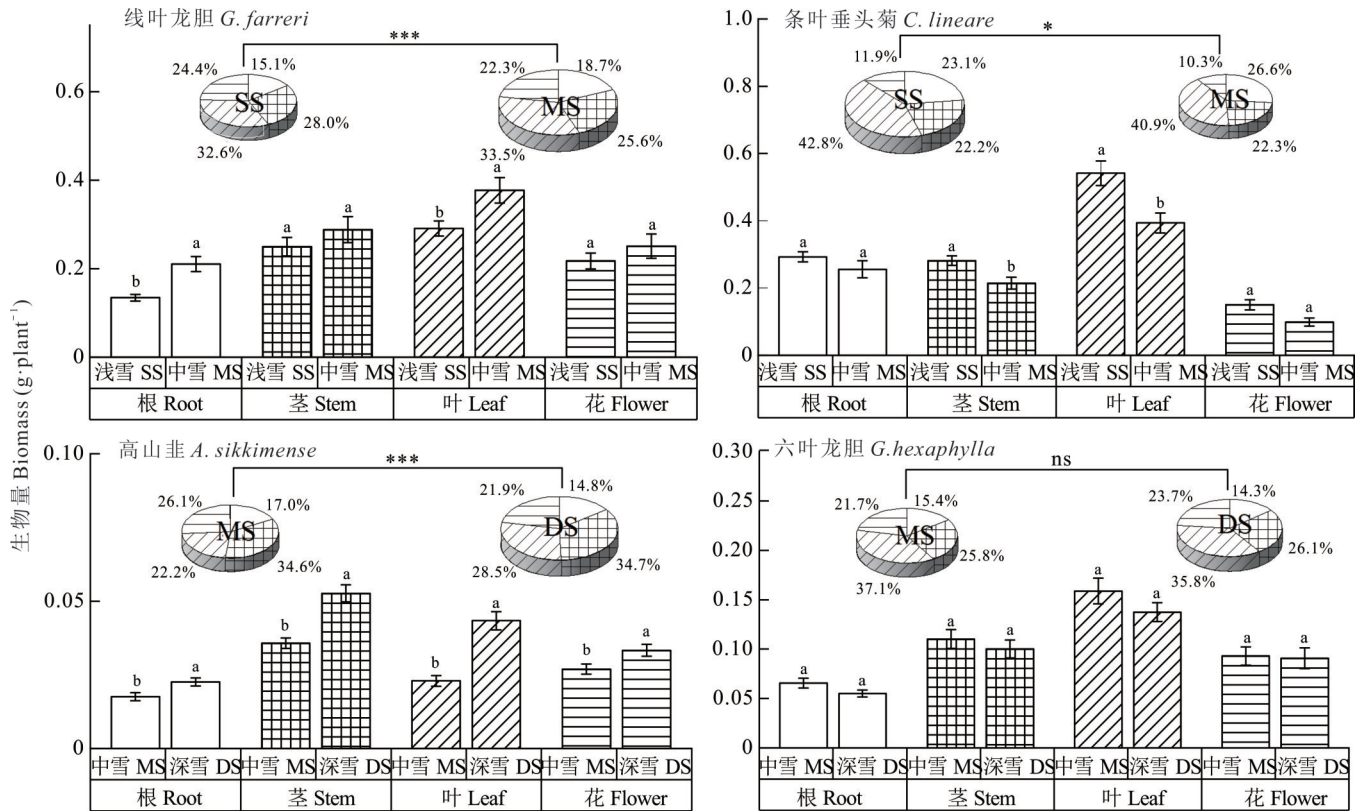 线叶龙胆 G. farreri
***
24.4%
15.1%
SS
28.0%
32.6%
22.3%
18.7%
MS
25.6%
33.5%
0.6
0.4
0.2
0
b
a
a
a
b
a
a
a
浅雪 SS
中雪 MS
浅雪 SS
中雪 MS
浅雪 SS
中雪 MS
浅雪 SS
中雪 MS
根 Root
茎 Stem
叶 Leaf
花 Flower
条叶垂头菊 C. lineare
*
11.9%
23.1%
SS
42.8%
22.2%
10.3%
26.6%
MS
40.9%
22.3%
1.0
0.8
0.6
0.4
0.2
0
a
a
a
b
a
b
a
a
浅雪 SS
中雪 MS
浅雪 SS
中雪 MS
浅雪 SS
中雪 MS
浅雪 SS
中雪 MS
根 Root
茎 Stem
叶 Leaf
花 Flower
生物量 Biomass (g·plant⁻¹)
高山韭 A. sikkimense
***
26.1%
17.0%
MS
22.2%
34.6%
21.9%
14.8%
DS
28.5%
34.7%
0.10
0.05
0
b
a
b
a
b
a
b
a
中雪 MS
深雪 DS
中雪 MS
深雪 DS
中雪 MS
深雪 DS
中雪 MS
深雪 DS
根 Root
茎 Stem
叶 Leaf
花 Flower
六叶龙胆 G.hexaphylla
ns
21.7%
15.4%
MS
25.8%
37.1%
23.7%
14.3%
DS
26.1%
35.8%
0.30
0.25
0.20
0.15
0.10
0.05
0
a
a
a
a
a
a
a
a
中雪 MS
深雪 DS
中雪 MS
深雪 DS
中雪 MS
深雪 DS
中雪 MS
深雪 DS
根 Root
茎 Stem
叶 Leaf
花 Flower